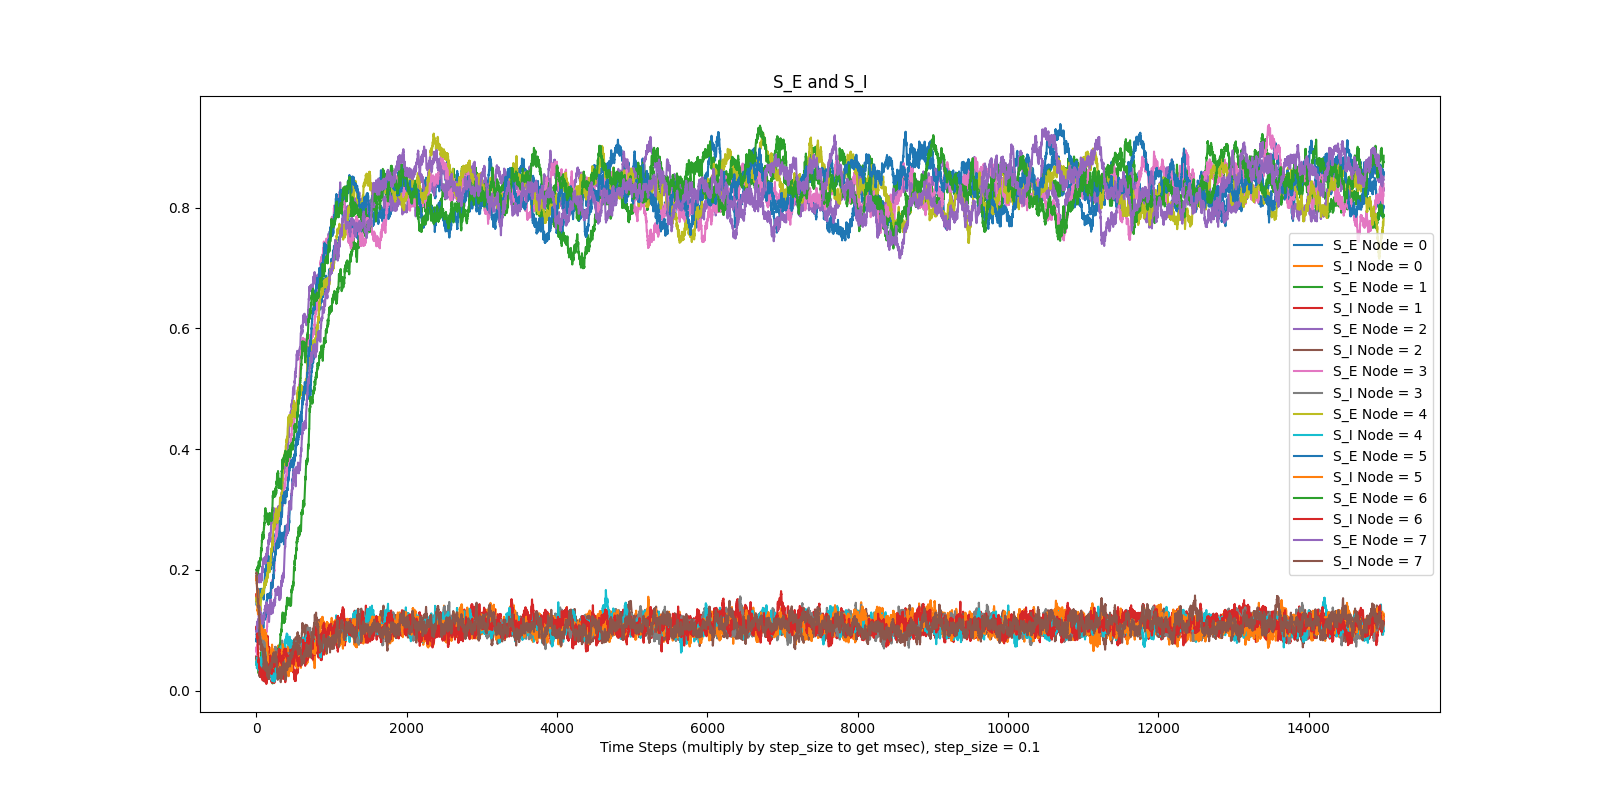 S_E and S_I
0.8
0.6
0.4
0.2
0.0
0 2000 4000 6000 8000 10000 12000 14000
Time Steps (multiply by step_size to get msec), step_size = 0.1
S_E Node = 0
S_I Node = 0
S_E Node = 1
S_I Node = 1
S_E Node = 2
S_I Node = 2
S_E Node = 3
S_I Node = 3
S_E Node = 4
S_I Node = 4
S_E Node = 5
S_I Node = 5
S_E Node = 6
S_I Node = 6
S_E Node = 7
S_I Node = 7